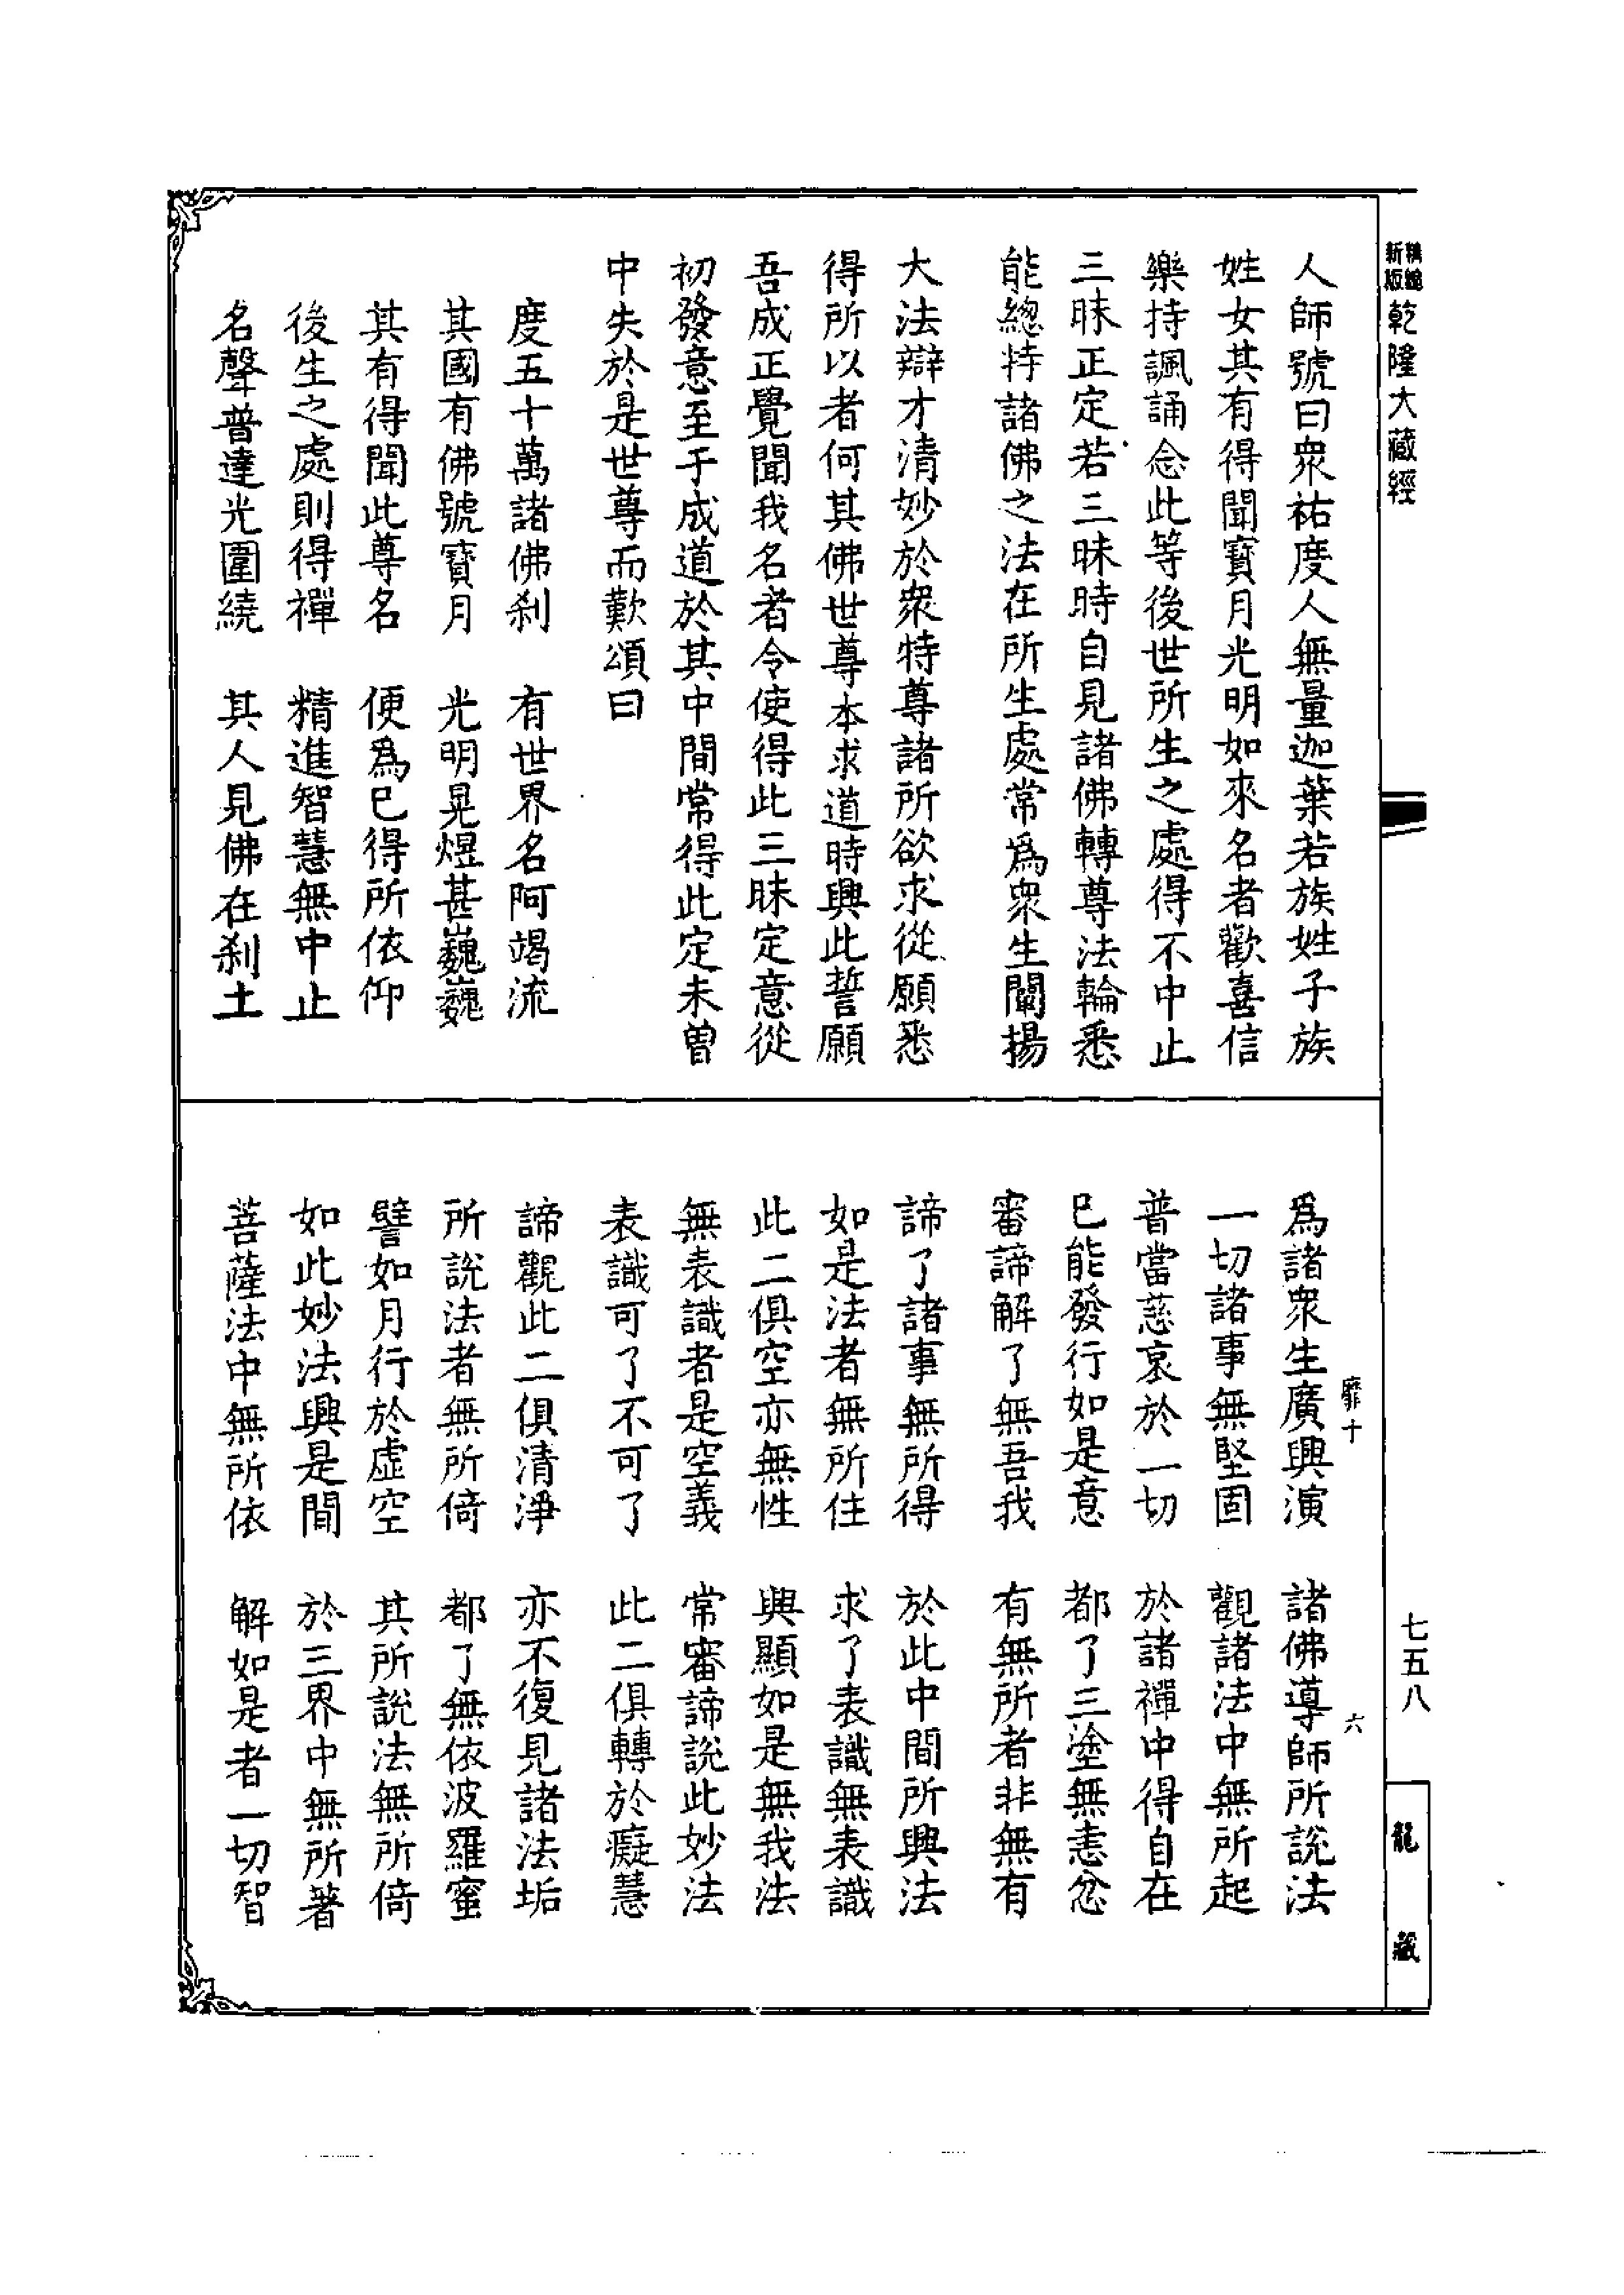 精編新版
乾隆大藏經
人師號曰衆祐度人無量迦葉若族姓子族
姓女其有得聞寶月光明如來名者歡喜信
樂持諷誦念此等後世所生之處得不中止
三昧正定若三昧時自見諸佛轉尊法輪悉
能總持諸佛之法在所生處常爲衆生闡揚
大法辯才清妙於衆特尊諸所欲求從願悉
得所以者何其佛世尊本求道時興此誓願
吾成正覺聞我名者令使得此三昧定意從
初發意至于成道於其中間常得此定未曾
中失於是世尊而歎頌曰
度五十萬諸佛刹　有世界名阿竭流
其國有佛號寶月　光明晃煜甚巍巍
其有得聞此尊名　便爲已得所依仰
後生之處則得禪　精進智慧無中止
名聲普達光圍繞　其人見佛在刹土
爲諸衆生廣興演　諸佛導師所說法
一切諸事無堅固　觀諸法中無所起
普當慈哀於一切　於諸禪中得自在
已能發行如是意　都了三塗無恚忿
審諦解了無吾我　有無所者非無有
諦了諸事無所得　於此中間所興法
如是法者無所住　求了表識無表識
此二俱空亦無性　興顯如是無我法
無表識者是空義　常審諦說此妙法
表識可了不可了　此二俱轉於癡慧
諦觀此二俱清淨　亦不復見諸法垢
所說法者無所倚　都了無依波羅蜜
譬如月行於虛空　其所說法無所倚
如此妙法興是間　於三界中無所著
菩薩法中無所依　解如是者一切智
靡十
六
七五八
龍藏